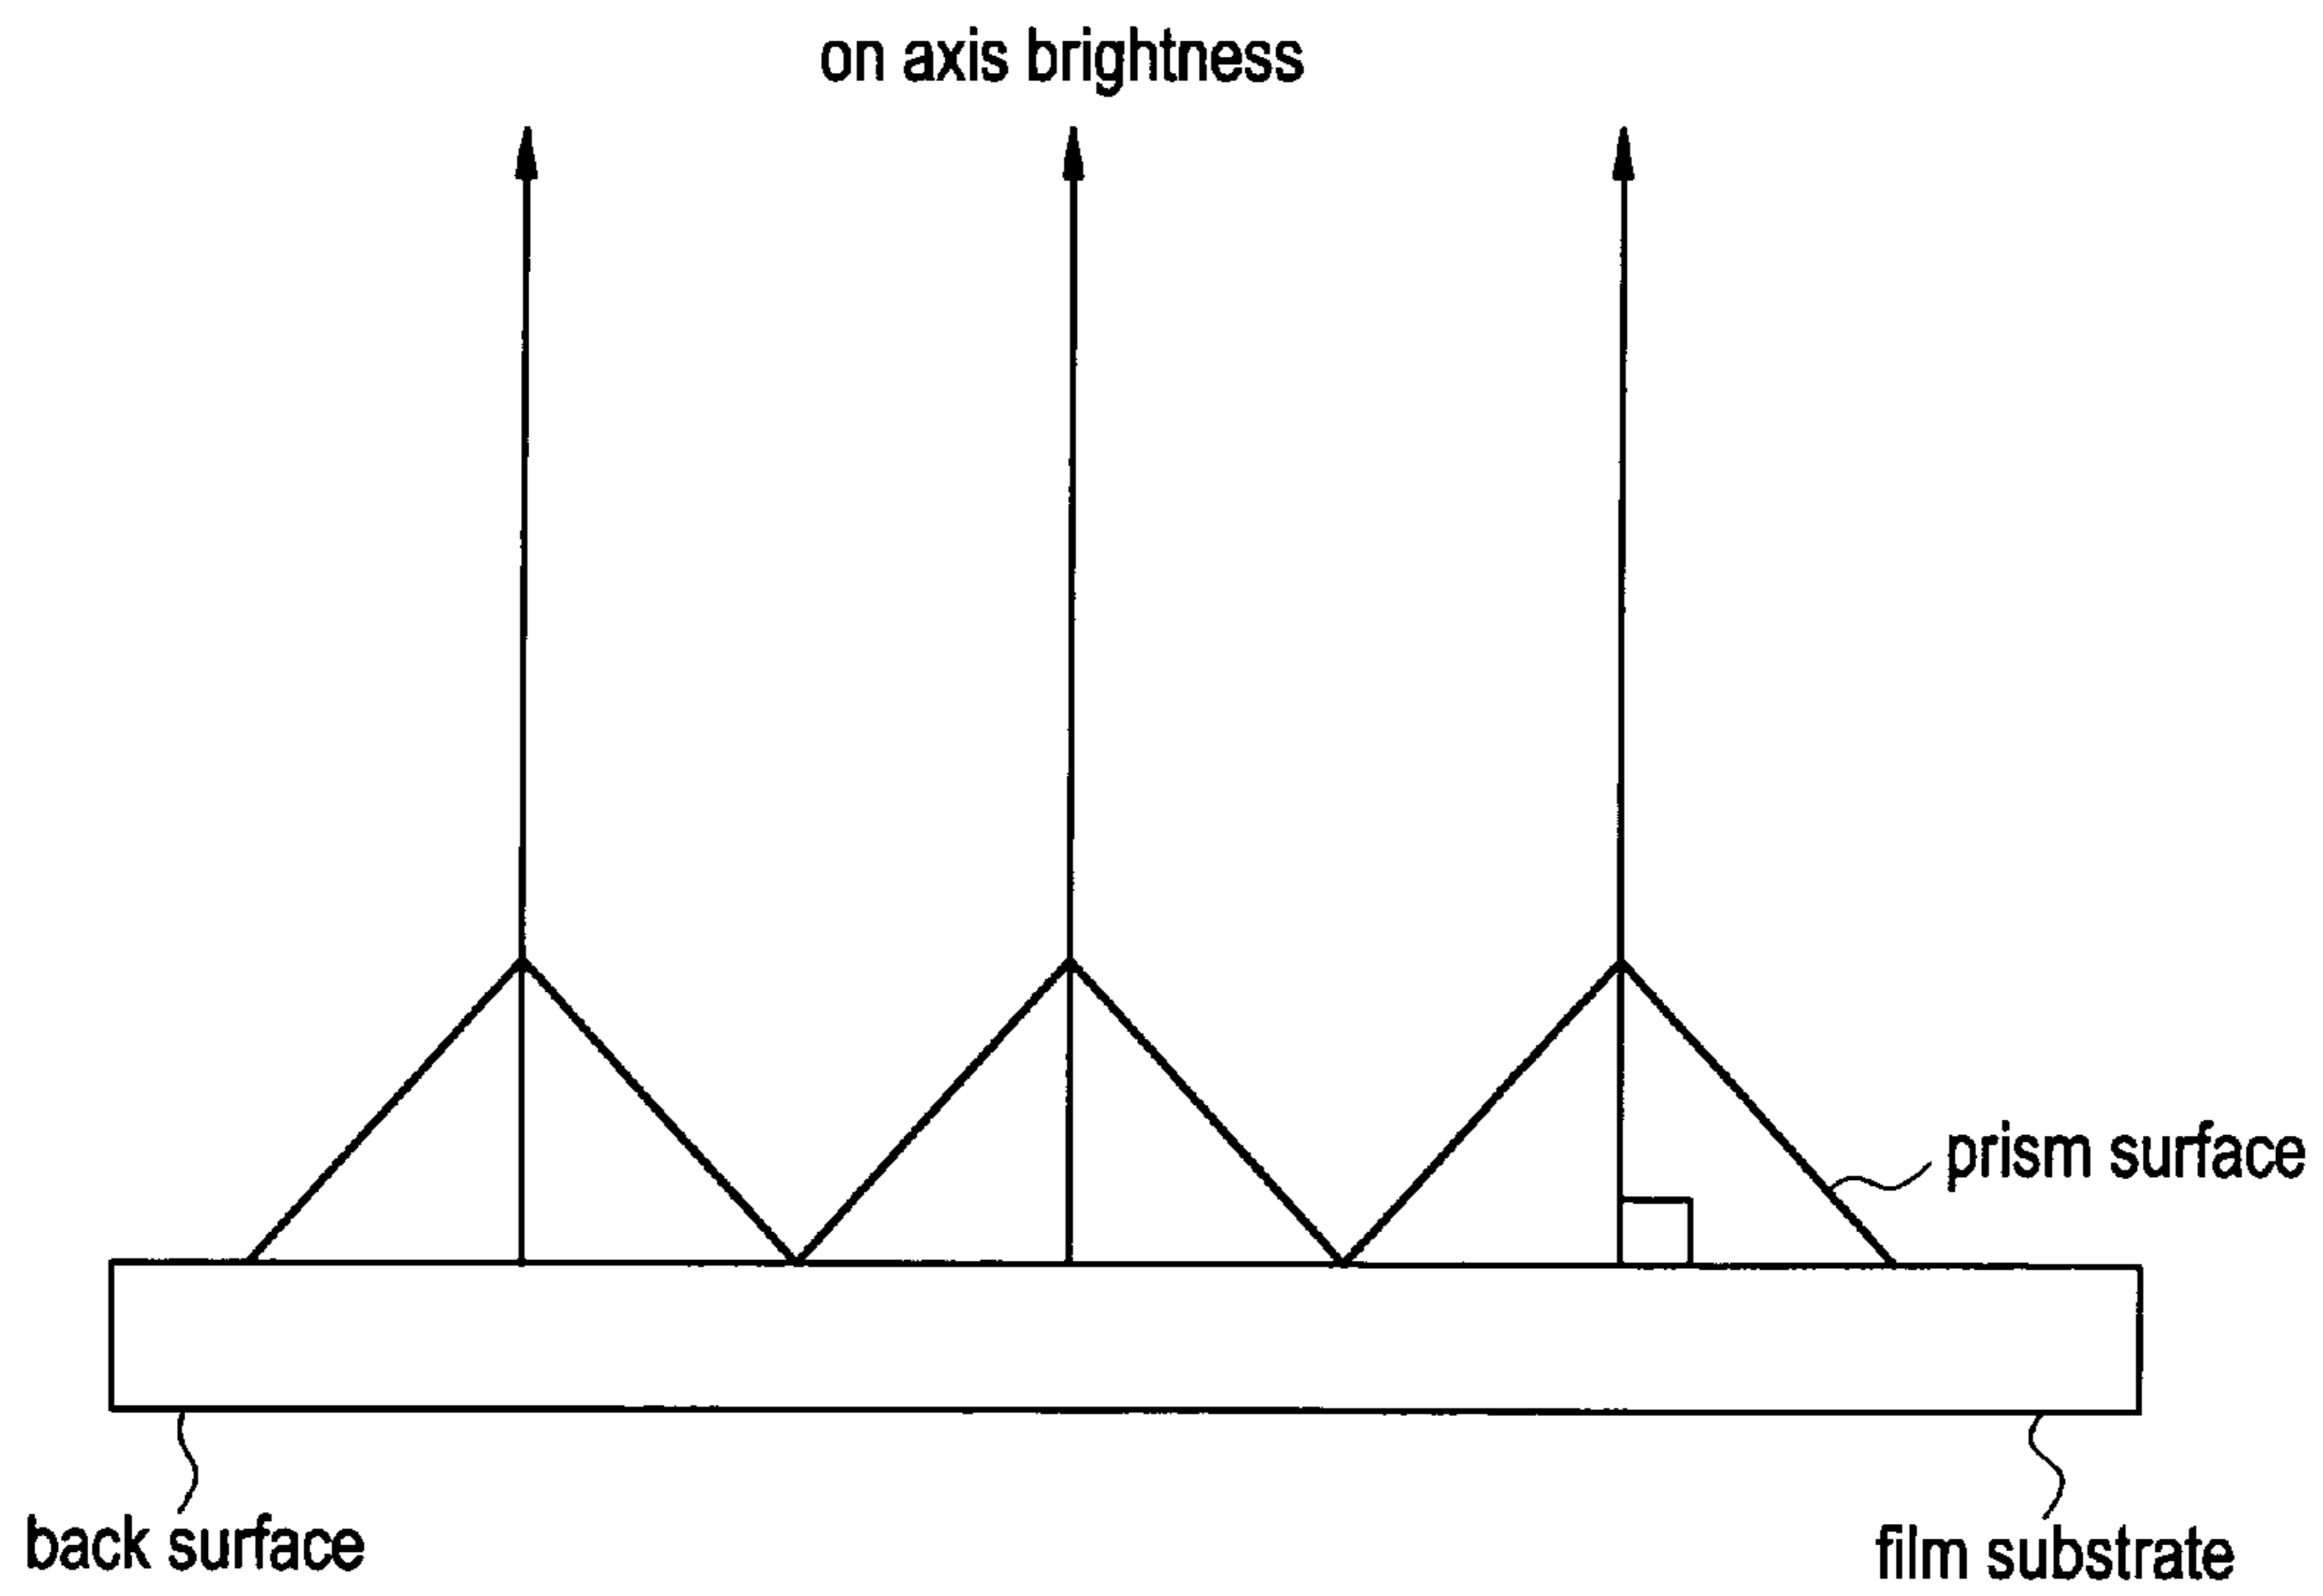 on axis brightness
prism surface
back surface
film substrate